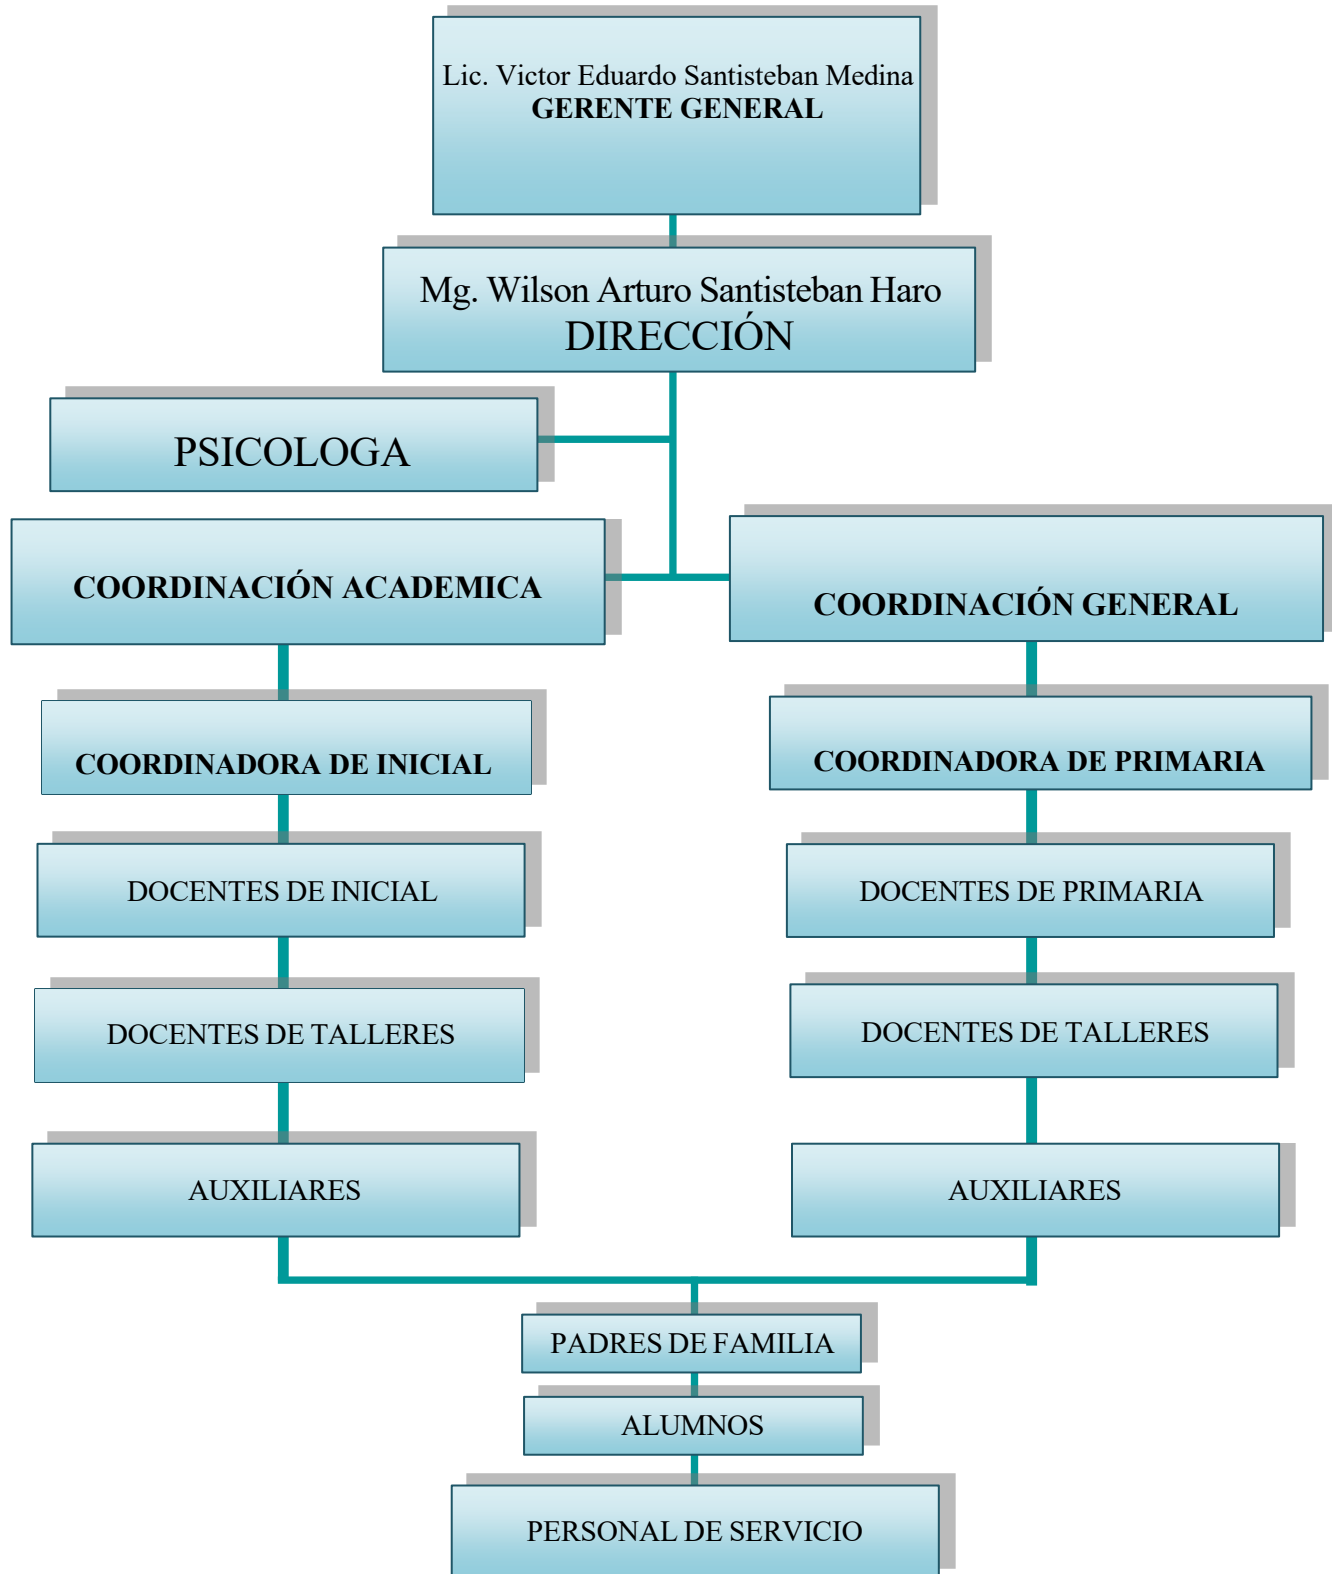 Lic. Victor Eduardo Santisteban Medina
GERENTE GENERAL
Mg. Wilson Arturo Santisteban Haro
DIRECCIÓN
PSICOLOGA
COORDINACIÓN ACADEMICA
COORDINACIÓN GENERAL
COORDINADORA DE INICIAL
COORDINADORA DE PRIMARIA
DOCENTES DE INICIAL
DOCENTES DE PRIMARIA
DOCENTES DE TALLERES
DOCENTES DE TALLERES
AUXILIARES
AUXILIARES
PADRES DE FAMILIA
ALUMNOS
PERSONAL DE SERVICIO